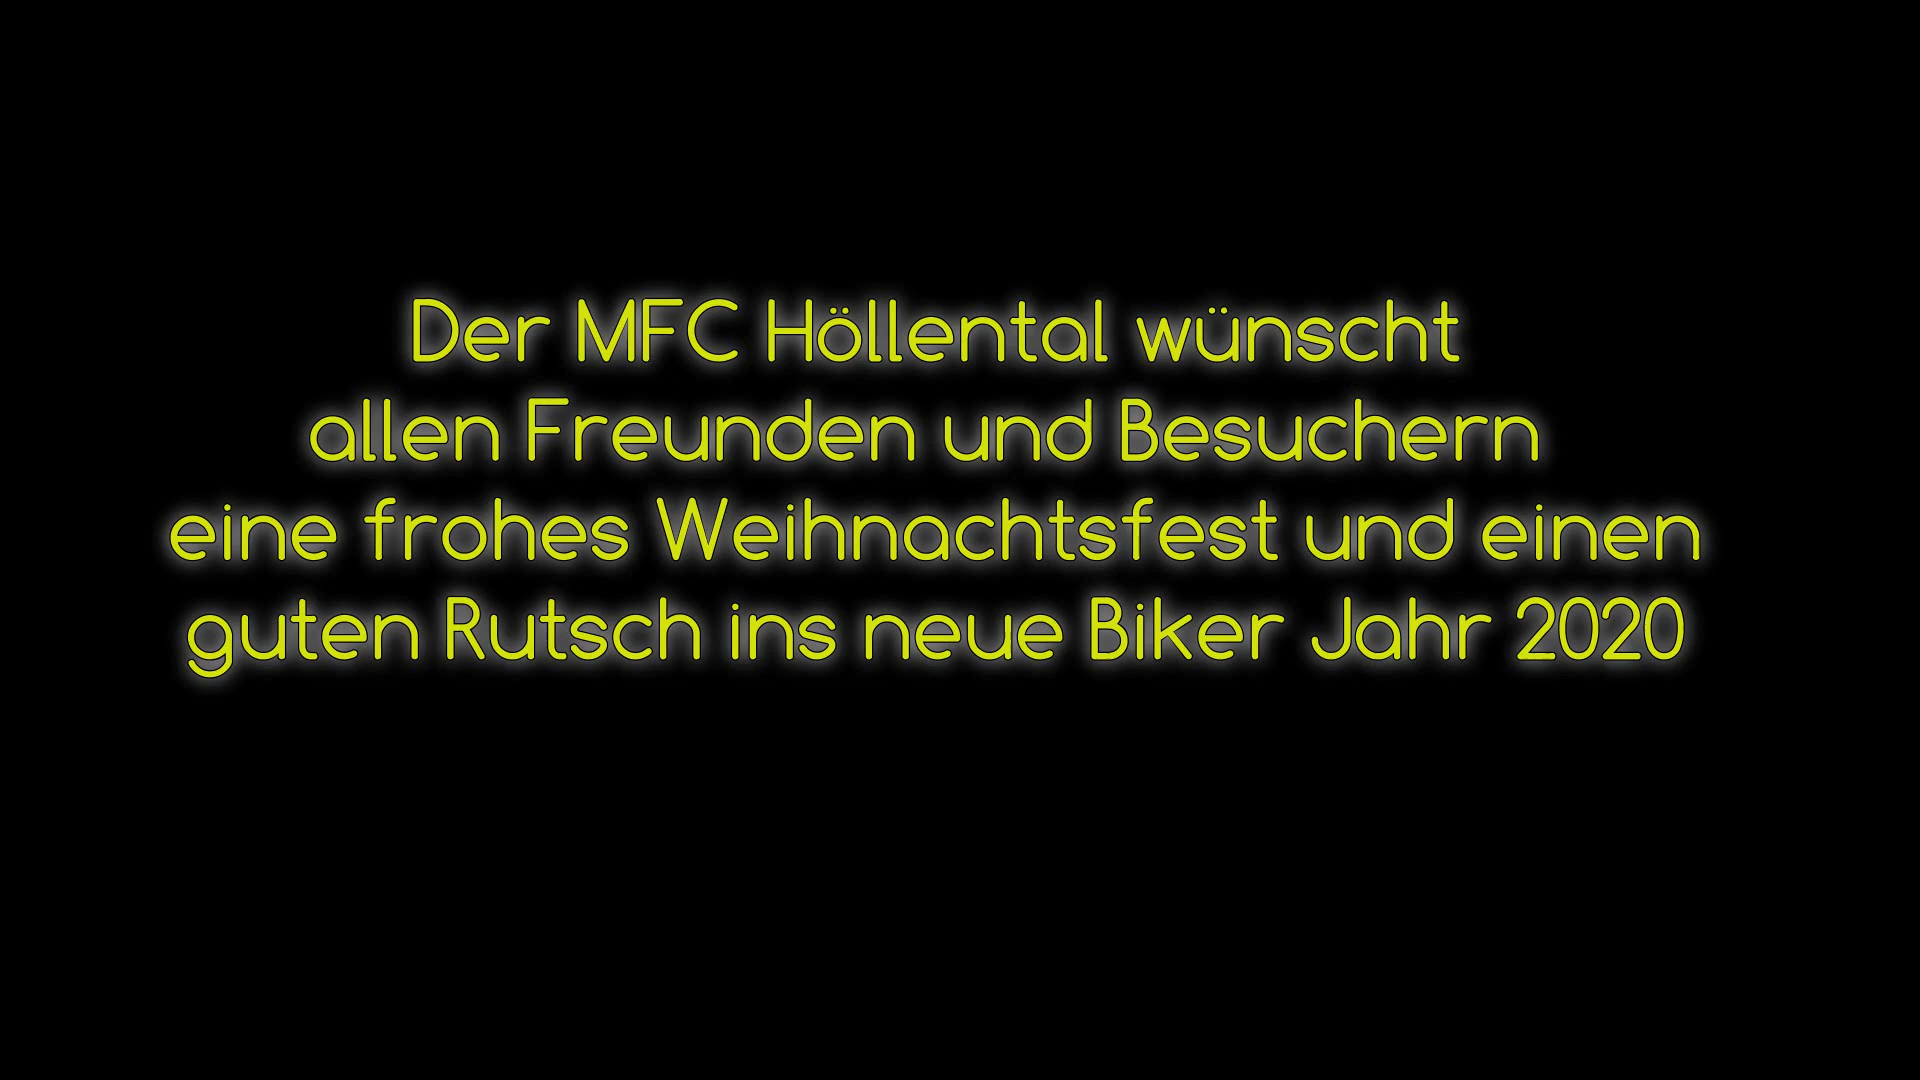 Der MFC Höllental wünscht
allen Freunden und Besuchern
eine frohes Weihnachtsfest und einen
guten Rutsch ins neue Biker Jahr 2020